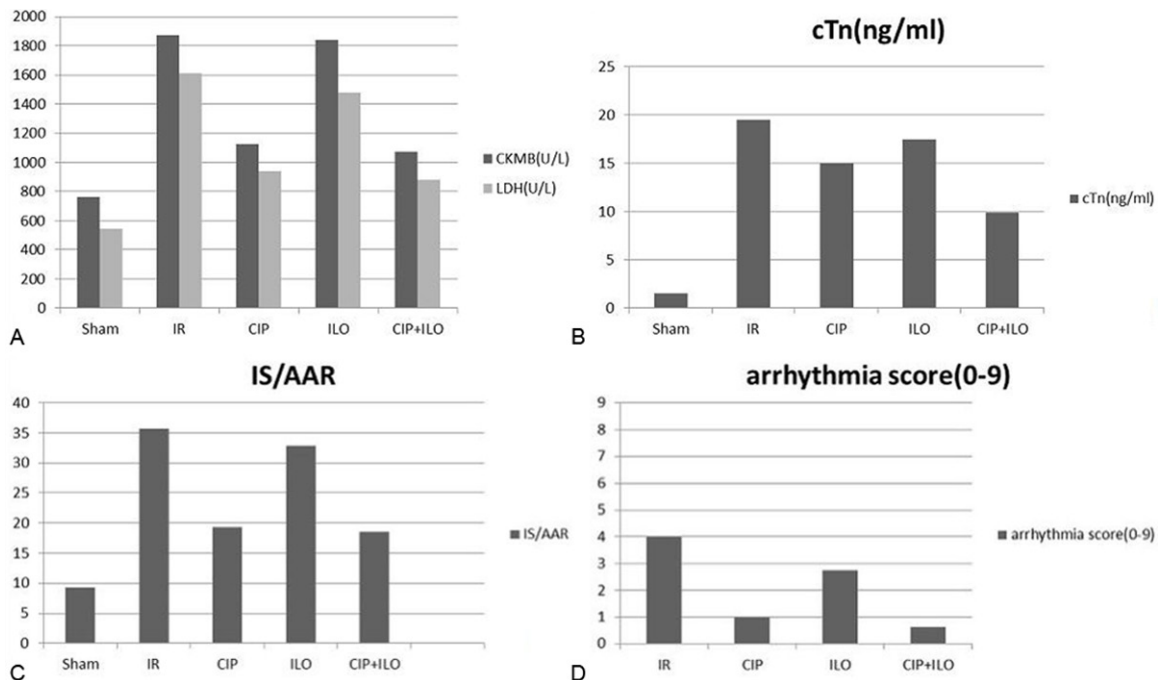 2000
1800
1600
1400
1200
1000
800
600
400
200
0
CKMB(U/L)
LDH(U/L)
Sham IR CIP ILO CIP+ILO
A
cTn(ng/ml)
25
20
15
10
5
0
cTn(ng/ml)
Sham IR CIP ILO CIP+ILO
B
IS/AAR
40
35
30
25
20
15
10
5
0
IS/AAR
Sham IR CIP ILO CIP+ILO
C
arrhythmia score(0-9)
9
8
7
6
5
4
3
2
1
0
arrhythmia score(0-9)
IR CIP ILO CIP+ILO
D